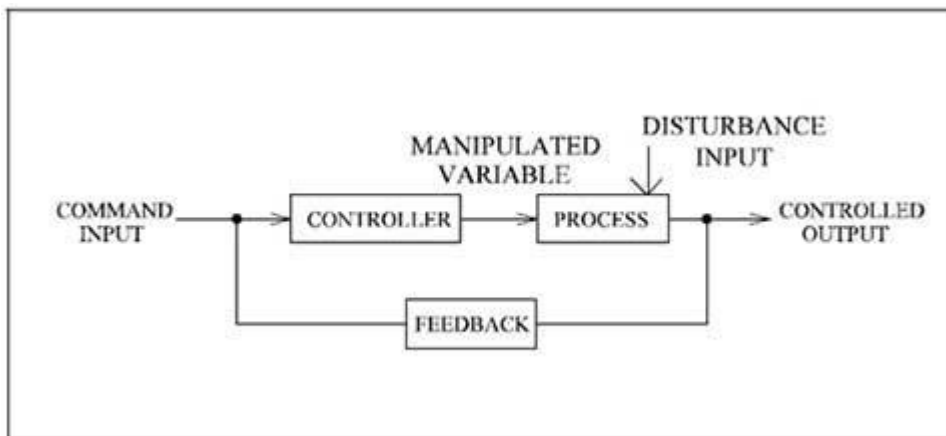 DISTURBANCE
INPUT
MANIPULATED
VARIABLE
COMMAND
INPUT
CONTROLLER
PROCESS
CONTROLLED
OUTPUT
FEEDBACK